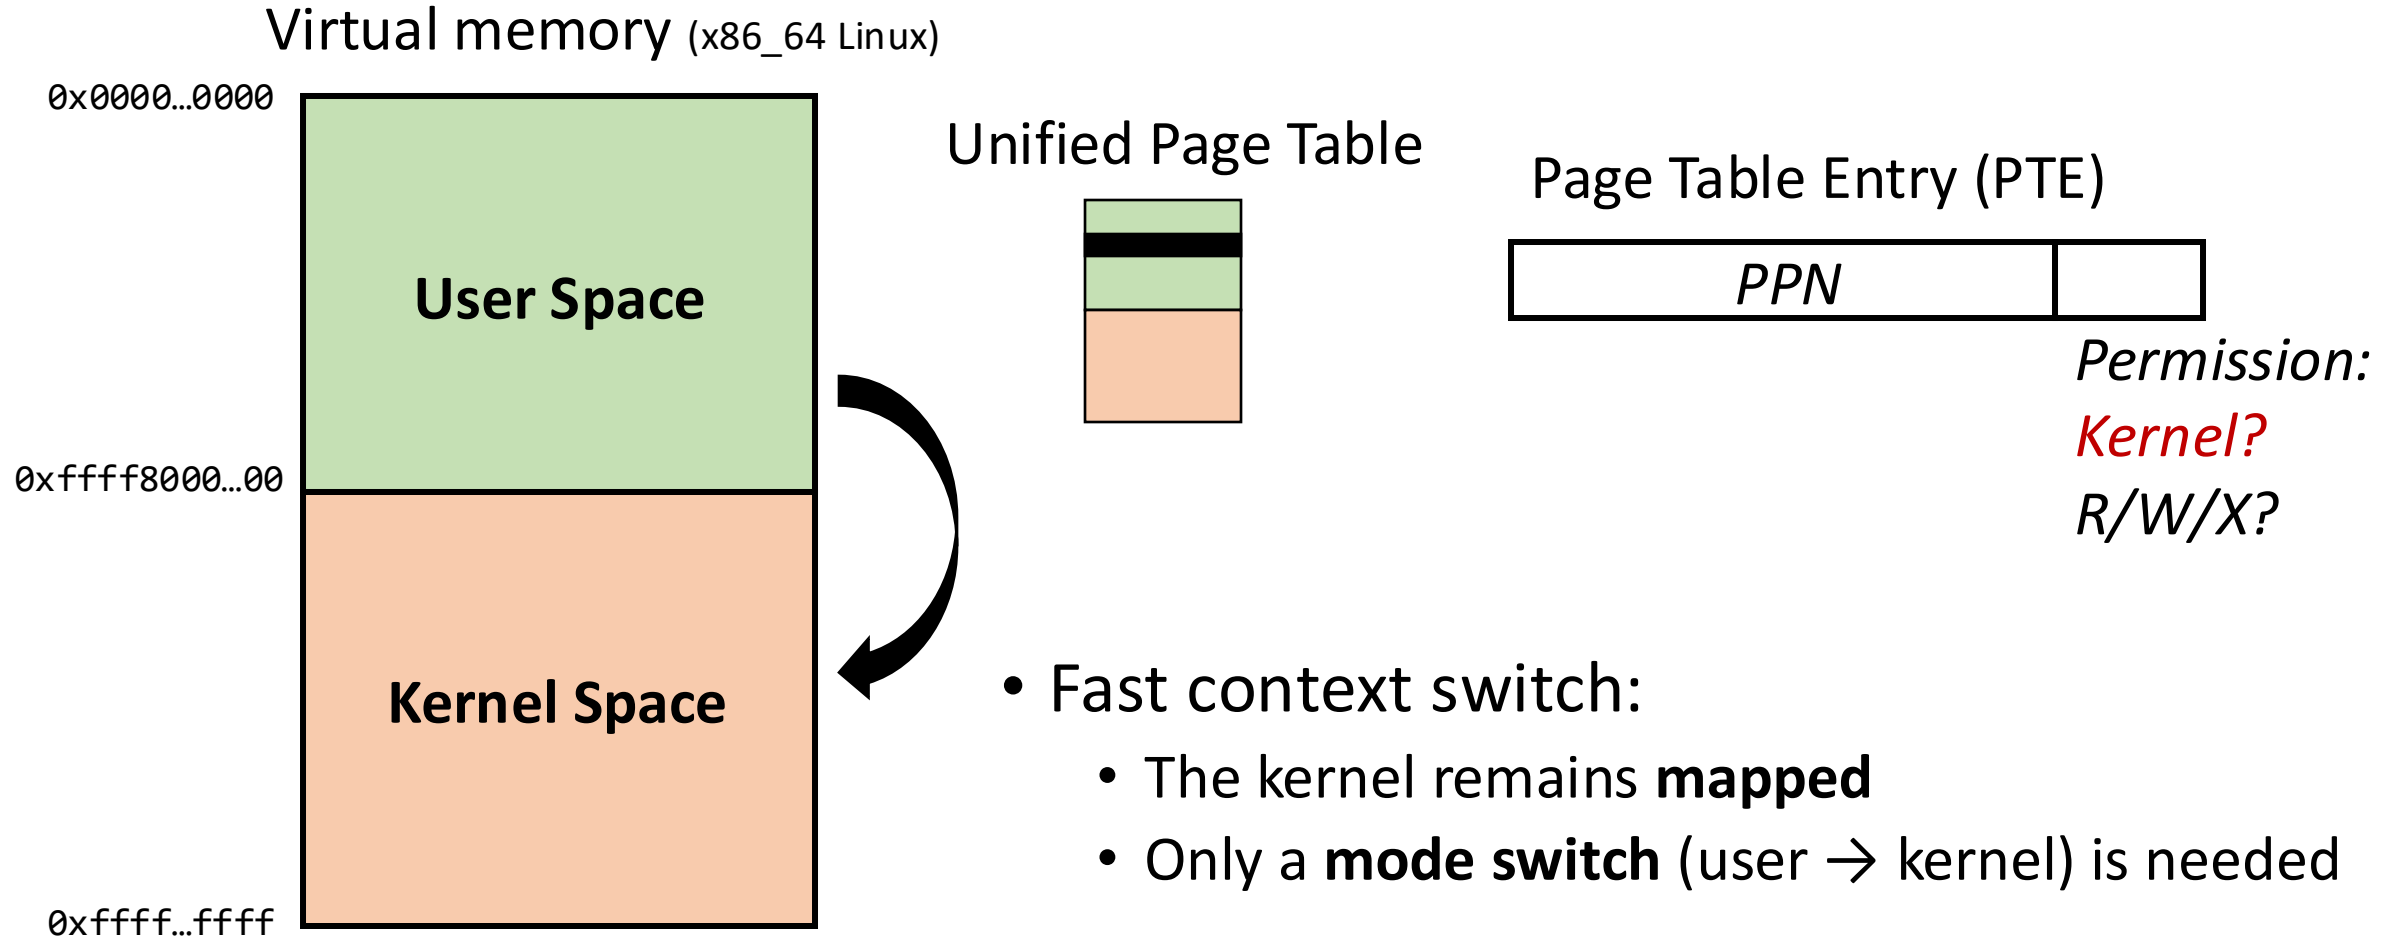 Virtual memory (x86_64 Linux)
0x0000…0000
User Space
0xffff8000…00
Kernel Space
0xffff…ffff
Unified Page Table
Page Table Entry (PTE)
PPN
Permission:
Kernel?
R/W/X?
• Fast context switch:
• The kernel remains mapped
• Only a mode switch (user → kernel) is needed